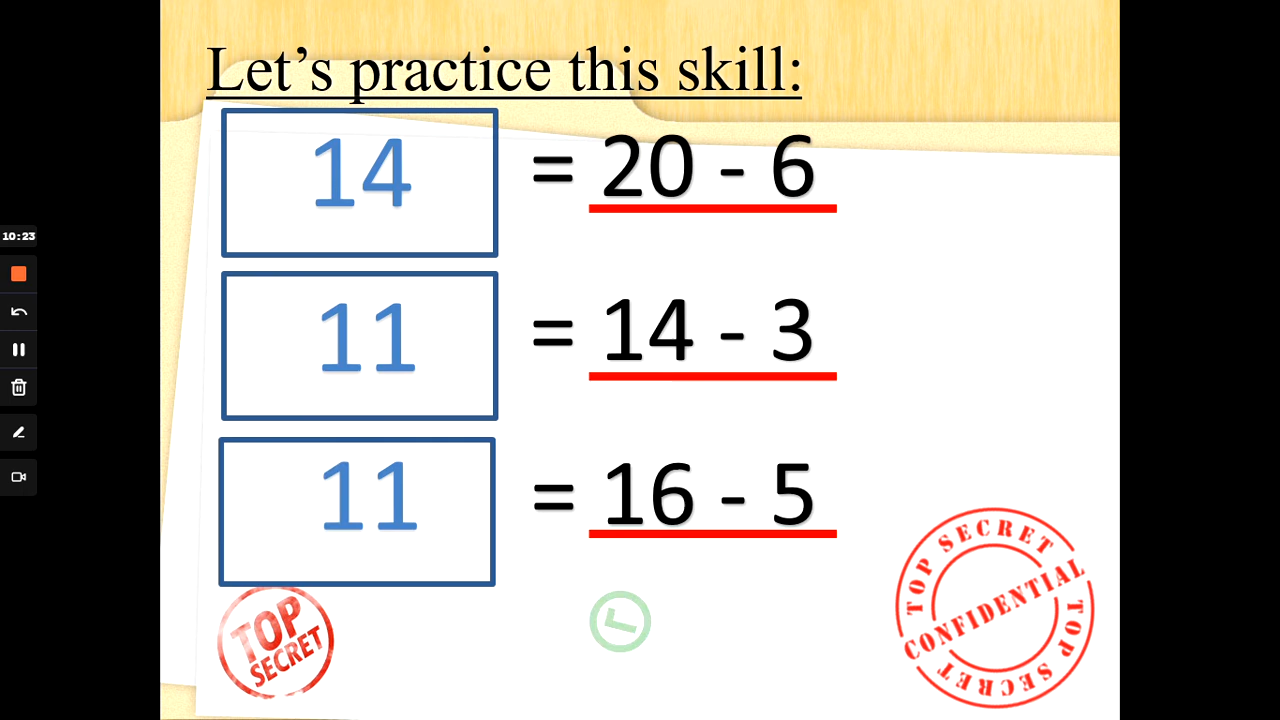 Let's practice this skill:
14 = 20 - 6
11 = 14 - 3
11 = 16 - 5
10:23
TOP SECRET
TOP SECRET
CONFIDENTIAL
TOP SECRET